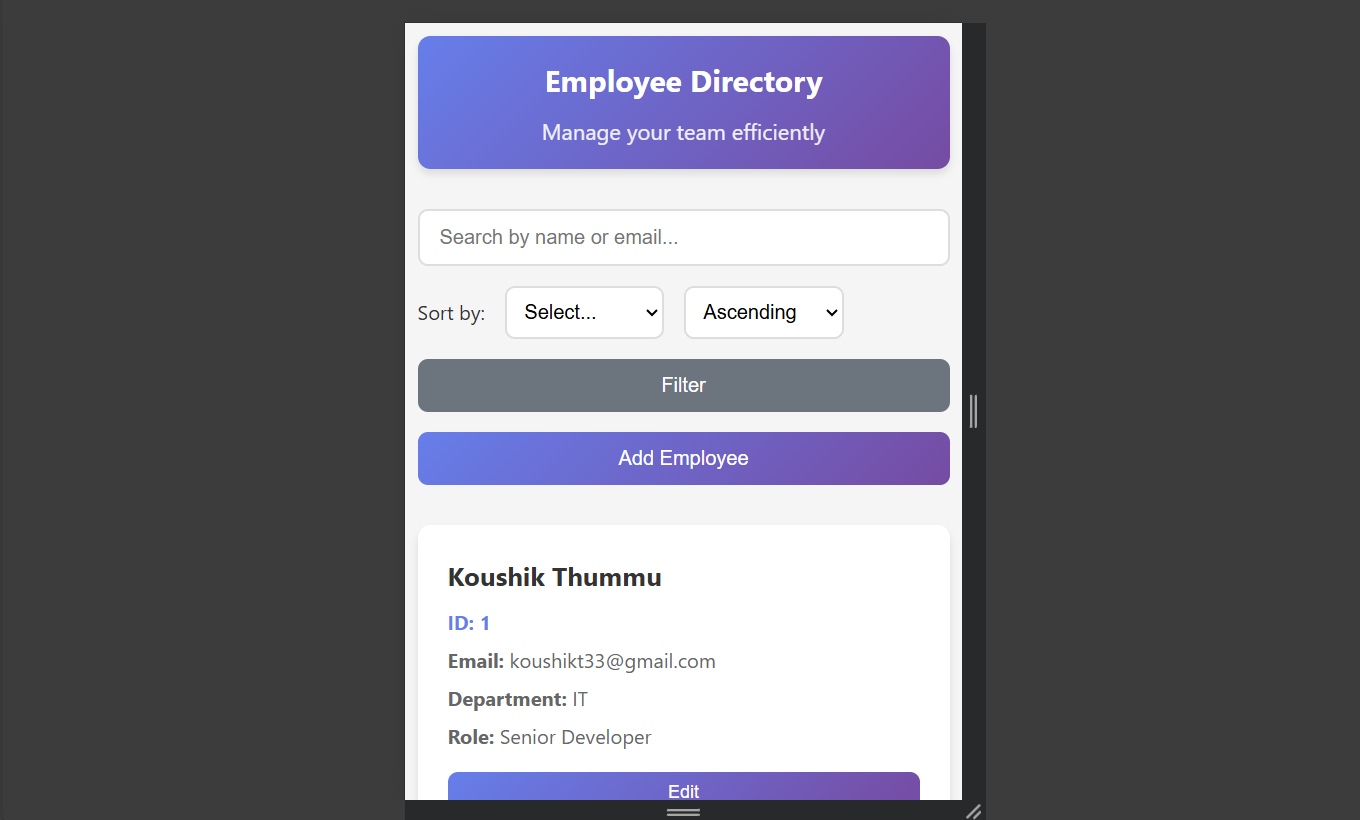 Employee Directory
Manage your team efficiently
Search by name or email...
Sort by: Select... Ascending
Filter
Add Employee
Koushik Thummu
ID: 1
Email: koushikt33@gmail.com
Department: IT
Role: Senior Developer
Edit